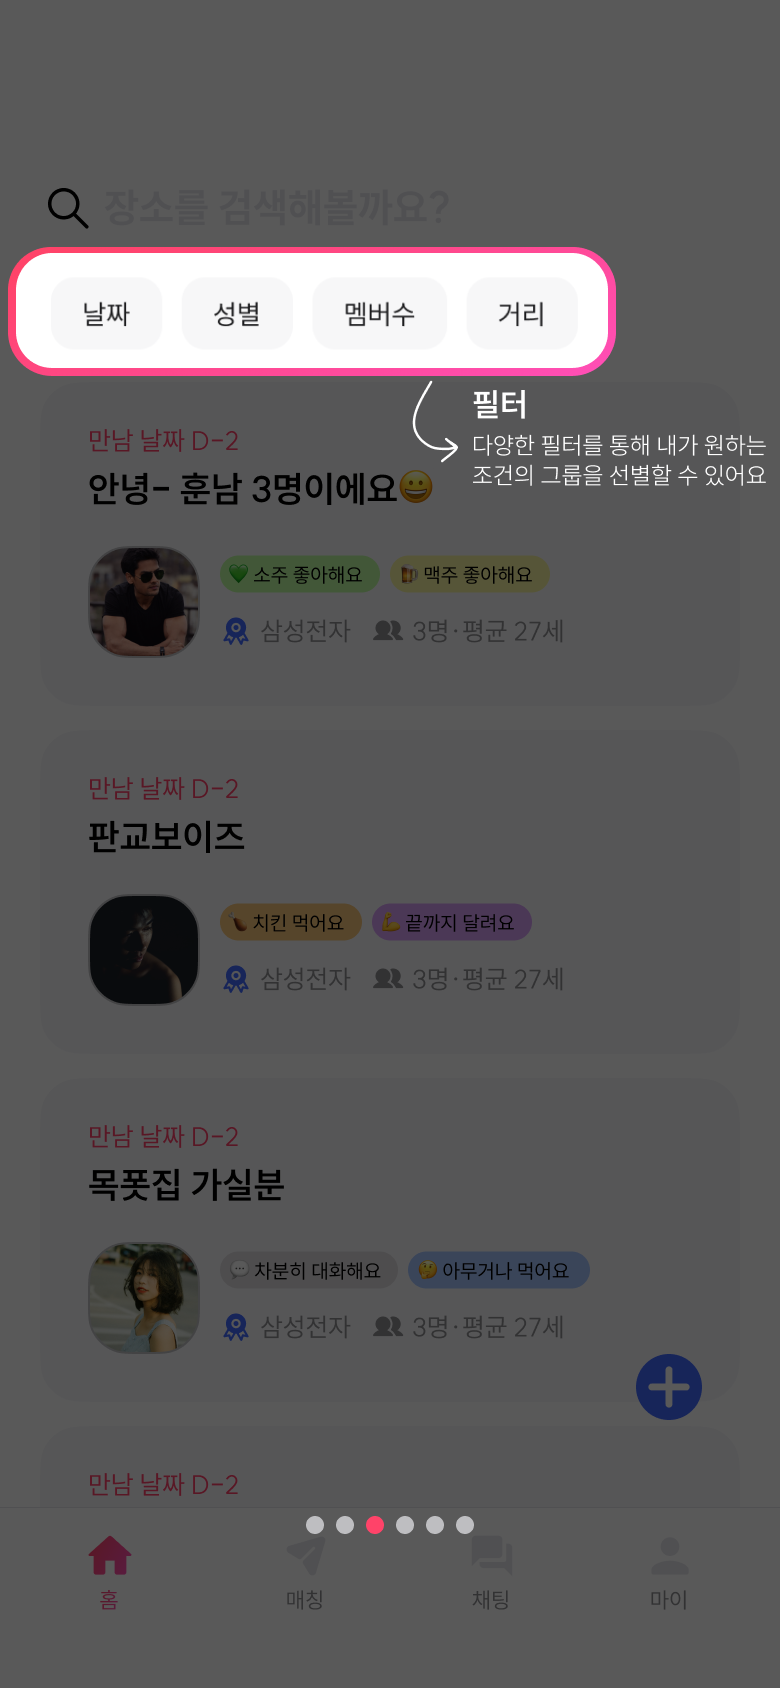 장소를 검색해볼까요?
날짜 성별 멤버수 거리
필터
다양한 필터를 통해 내가 원하는
조건의 그룹을 선별할 수 있어요
만남 날짜 D-2
안녕- 훈남 3명이에요😀
💚 소주 좋아해요 🍺 맥주 좋아해요
삼성전자 3명·평균 27세
만남 날짜 D-2
판교보이즈
🍗 치킨 먹어요 💪 끝까지 달려요
삼성전자 3명·평균 27세
만남 날짜 D-2
목폿집 가실분
💬 차분히 대화해요 🤔 아무거나 먹어요
삼성전자 3명·평균 27세
만남 날짜 D-2
홈 매칭 채팅 마이